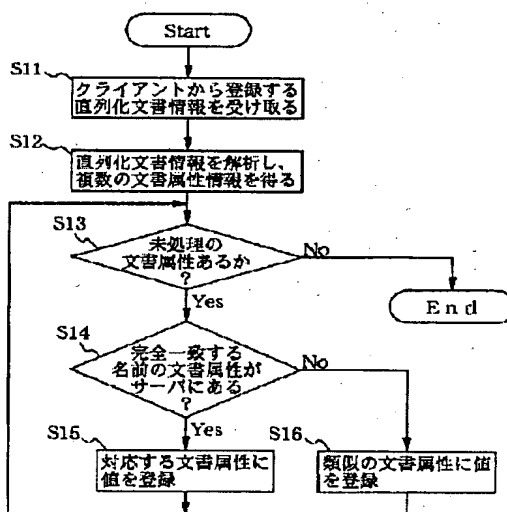 Start
S11
クライアントから登録する
直列化文書情報を受け取る
S12
直列化文書情報を解析し、
複数の文書属性情報を得る
S13
未処理の
文書属性あるか
?
No
Yes
End
S14
完全一致する
名前の文書属性が
サーバにある
?
No
Yes
S15
対応する文書属性に
値を登録
S16
類似の文書属性に値
を登録